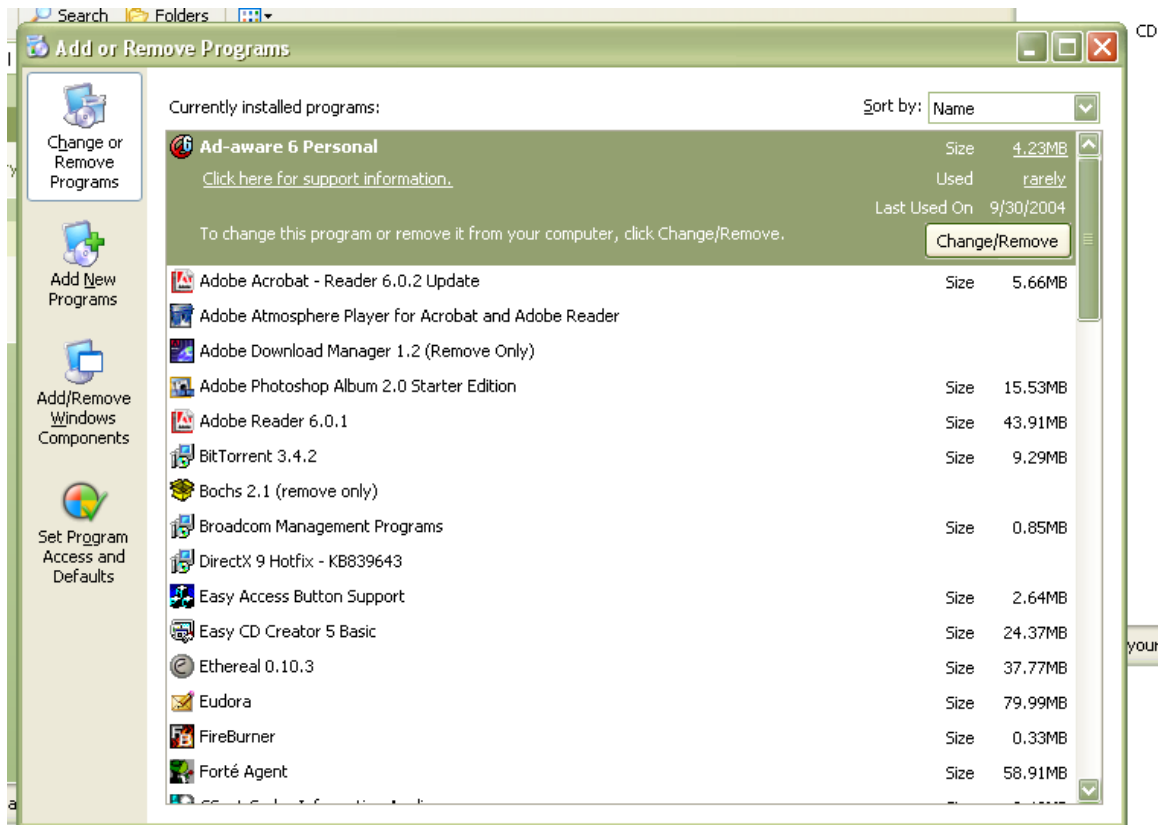 Search Folders
CD
Add or Remove Programs
Change or
Remove
Programs
Add New
Programs
Add/Remove
Windows
Components
Set Program
Access and
Defaults
Currently installed programs:
Sort by: Name
Ad-aware 6 Personal Size 4.23MB
Click here for support information. Used rarely
Last Used On 9/30/2004
To change this program or remove it from your computer, click Change/Remove. Change/Remove
Adobe Acrobat - Reader 6.0.2 Update Size 5.66MB
Adobe Atmosphere Player for Acrobat and Adobe Reader
Adobe Download Manager 1.2 (Remove Only)
Adobe Photoshop Album 2.0 Starter Edition Size 15.53MB
Adobe Reader 6.0.1 Size 43.91MB
BitTorrent 3.4.2 Size 9.29MB
Bochs 2.1 (remove only)
Broadcom Management Programs Size 0.85MB
DirectX 9 Hotfix - KB839643
Easy Access Button Support Size 2.64MB
Easy CD Creator 5 Basic Size 24.37MB
Ethereal 0.10.3 Size 37.77MB
Eudora Size 79.99MB
FireBurner Size 0.33MB
Forté Agent Size 58.91MB
your